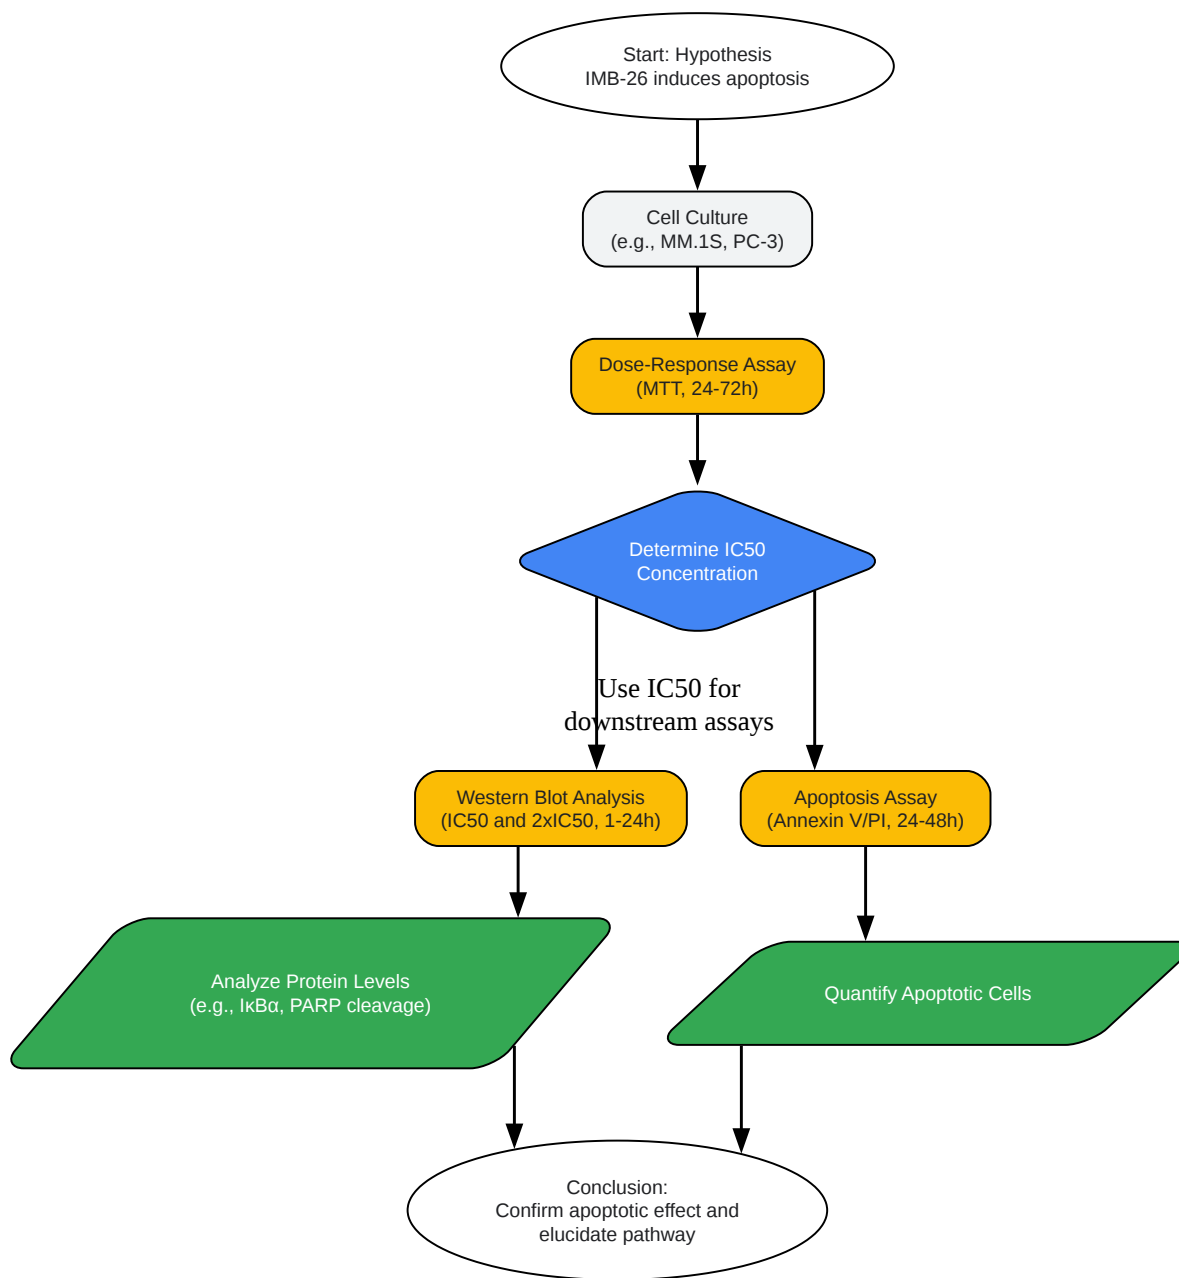 Start: Hypothesis
IMB-26 induces apoptosis
Cell Culture
(e.g., MM.1S, PC-3)
Dose-Response Assay
(MTT, 24-72h)
Determine IC50
Concentration
Use IC50 for
downstream assays
Western Blot Analysis
(IC50 and 2xIC50, 1-24h)
Apoptosis Assay
(Annexin V/PI, 24-48h)
Analyze Protein Levels
(e.g., IκBα, PARP cleavage)
Quantify Apoptotic Cells
Conclusion:
Confirm apoptotic effect and
elucidate pathway